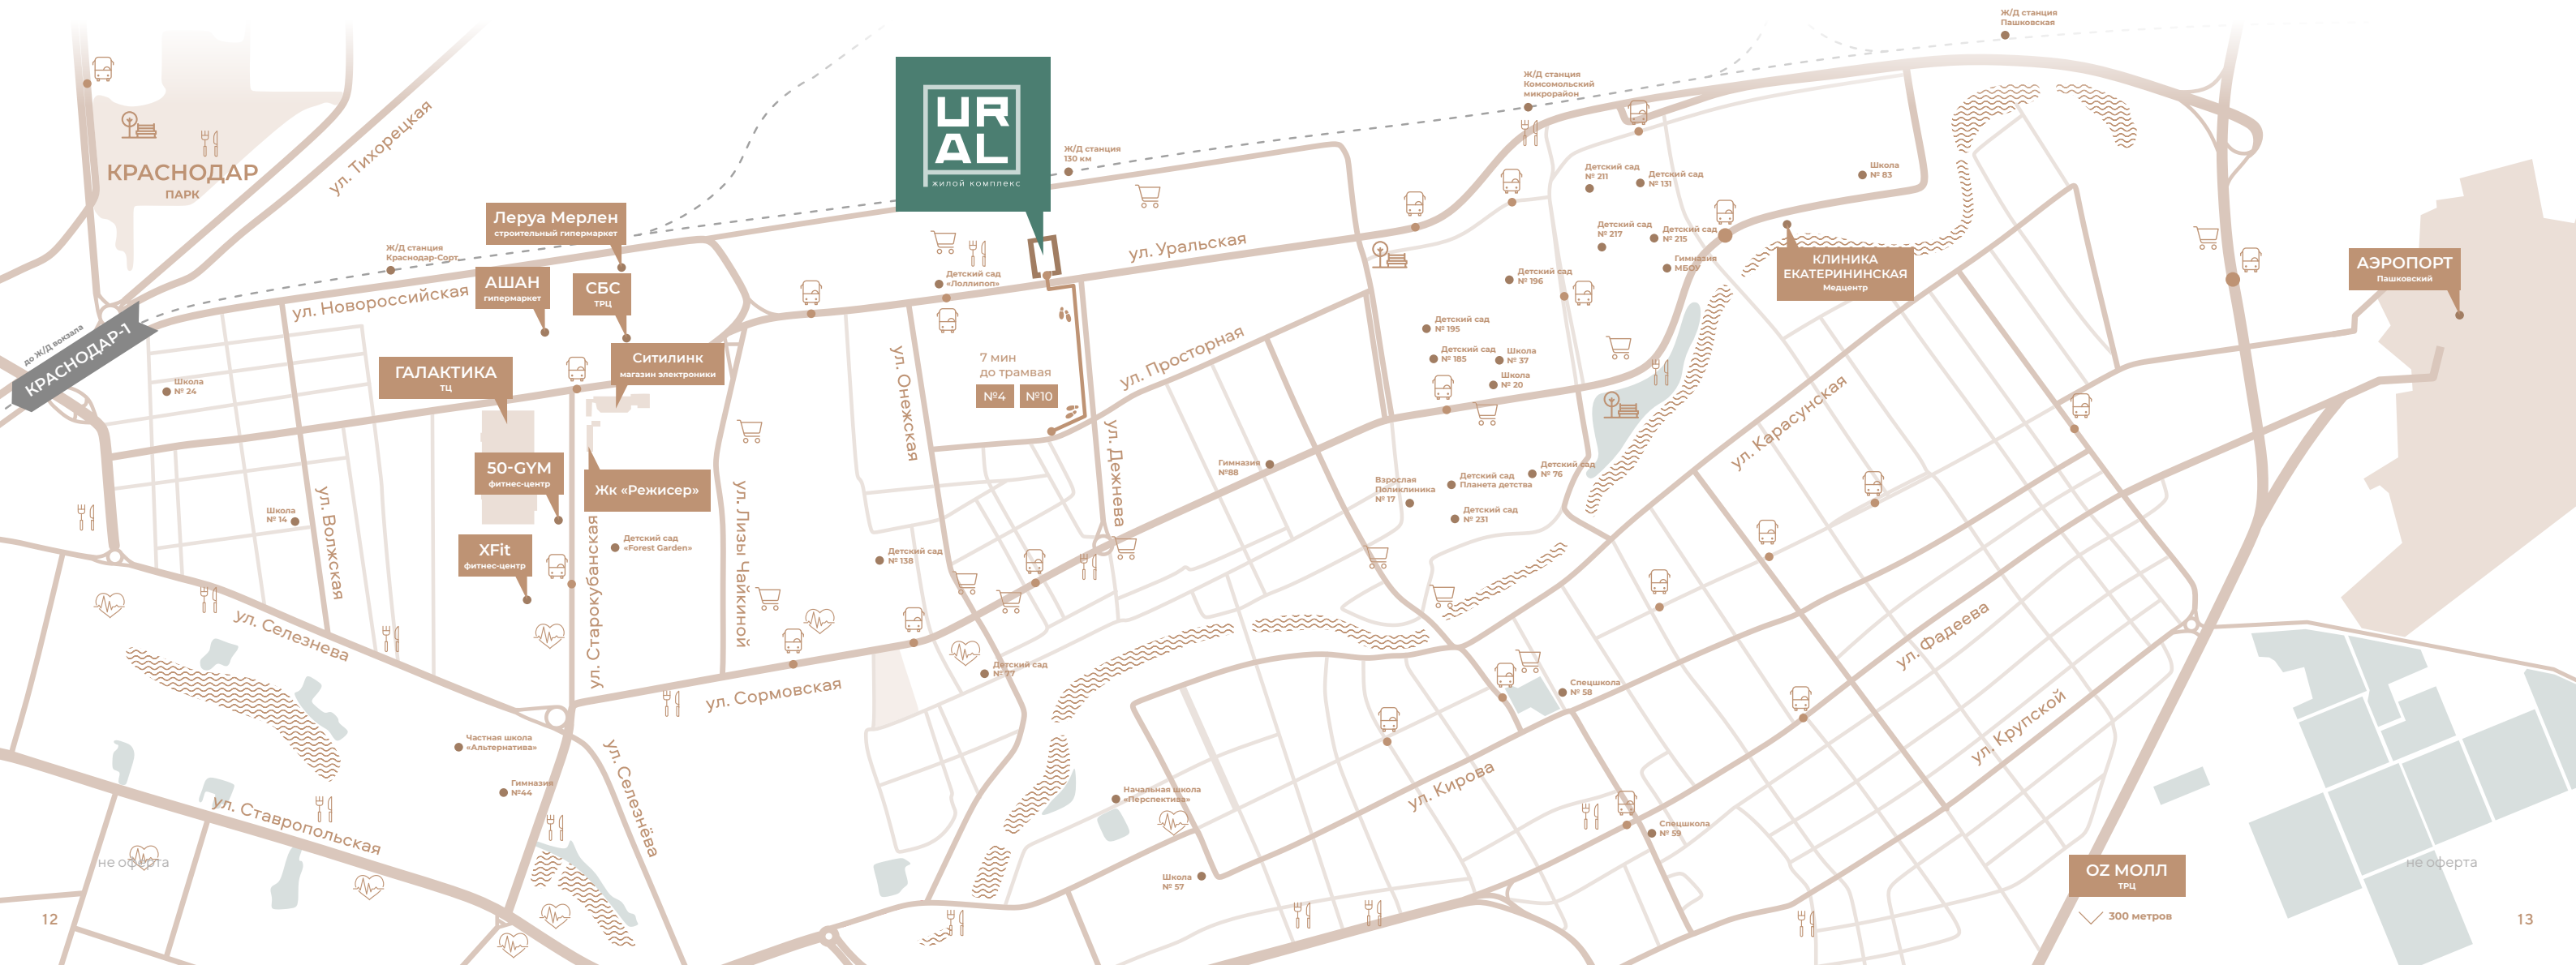 Ж/Д станция
Пашковская
Ж/Д станция
Комсомольский
микрорайон
КРАСНОДАР
ПАРК
ул. Тихорецкая
UR
AL
жилой комплекс
Ж/Д станция
130 км
Детский сад
№ 211
Детский сад
№ 131
Школа
№ 83
Леруа Мерлен
строительный гипермаркет
Ж/Д станция
Краснодар-Сорт.
ул. Новороссийская
АШАН
гипермаркет
СБС
ТРЦ
Детский сад
«Лоллипоп»
ул. Уральская
Детский сад
№ 217
Детский сад
№ 215
Гимназия
МБОУ
Детский сад
№ 196
КЛИНИКА
ЕКАТЕРИНИНСКАЯ
Медцентр
АЭРОПОРТ
Пашковский
до Ж/Д вокзала
КРАСНОДАР-1
Школа
№ 24
ГАЛАКТИКА
ТЦ
Ситилинк
магазин электроники
ул. Онежская
7 мин
до трамвая
№4
№10
ул. Просторная
Детский сад
№ 195
Детский сад
№ 185
Школа
№ 37
Школа
№ 20
ул. Карасунская
50-GYM
фитнес-центр
Жк «Режисер»
ул. Дежнева
Гимназия
№88
Взрослая
Поликлиника
№ 17
Детский сад
Планета детства
Детский сад
№ 76
Детский сад
№ 231
Школа
№ 14
ул. Волжская
XFit
фитнес-центр
ул. Старокубанская
Детский сад
«Forest Garden»
ул. Лизы Чайкиной
Детский сад
№ 138
ул. Селезнева
Детский сад
№ 77
ул. Сормовская
Спецшкола
№ 58
ул. Фадеева
ул. Крупской
Частная школа
«Альтернатива»
Гимназия
№44
ул. Селезнёва
Начальная школа
«Перспектива»
ул. Кирова
Спецшкола
№ 59
ул. Ставропольская
Школа
№ 57
не оферта
OZ МОЛЛ
ТРЦ
300 метров
не оферта
12
13